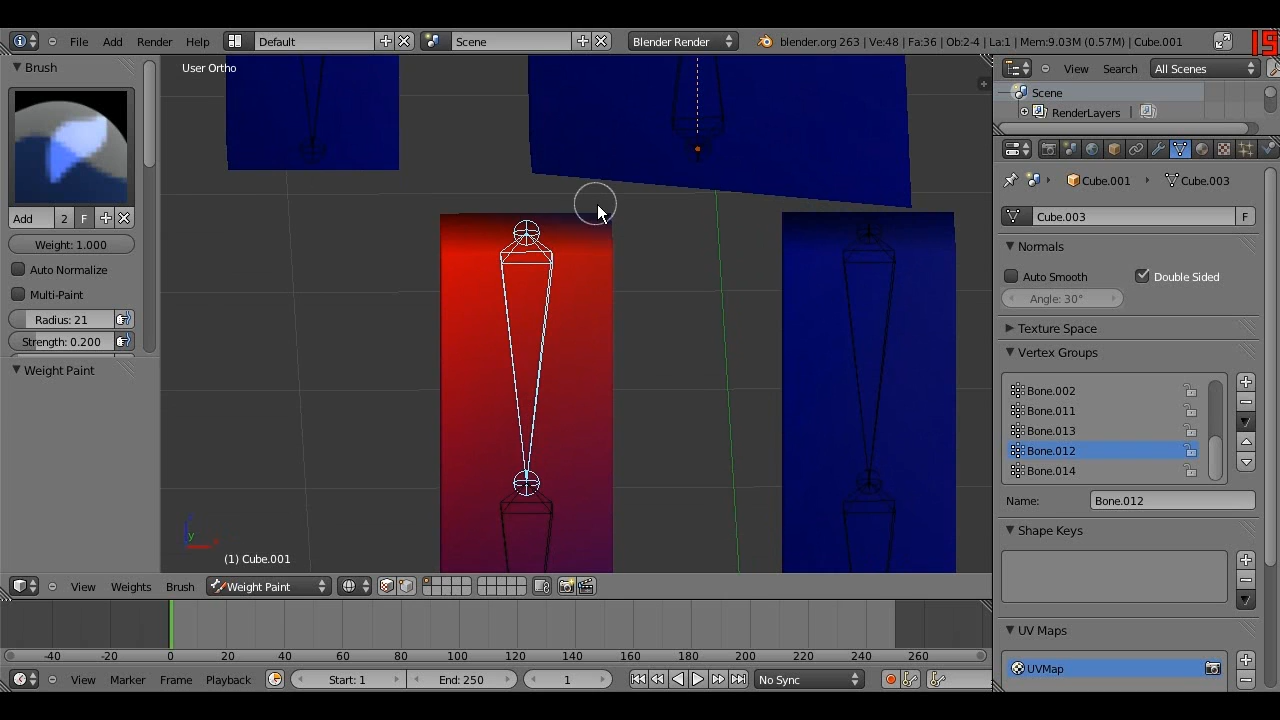 File Add Render Help Default Scene Blender Render blender.org 263 | Ve:48 | Fa:36 | Ob:2-4 | La:1 | Mem:9.03M (0.57M) | Cube.001
Brush
Add 2 F
Weight: 1.000
Auto Normalize
Multi-Paint
Radius: 21
Strength: 0.200
Weight Paint
User Ortho
y
(1) Cube.001
View Weights Brush Weight Paint
-40 -20 0 20 40 60 80 100 120 140 160 180 200 220 240 260
View Marker Frame Playback Start: 1 End: 250 1 No Sync
View Search All Scenes
Scene
RenderLayers
Cube.001 Cube.003
Cube.003 F
Normals
Auto Smooth Double Sided
Angle: 30°
Texture Space
Vertex Groups
Bone.002
Bone.011
Bone.013
Bone.012
Bone.014
Name: Bone.012
Shape Keys
UV Maps
UVMap